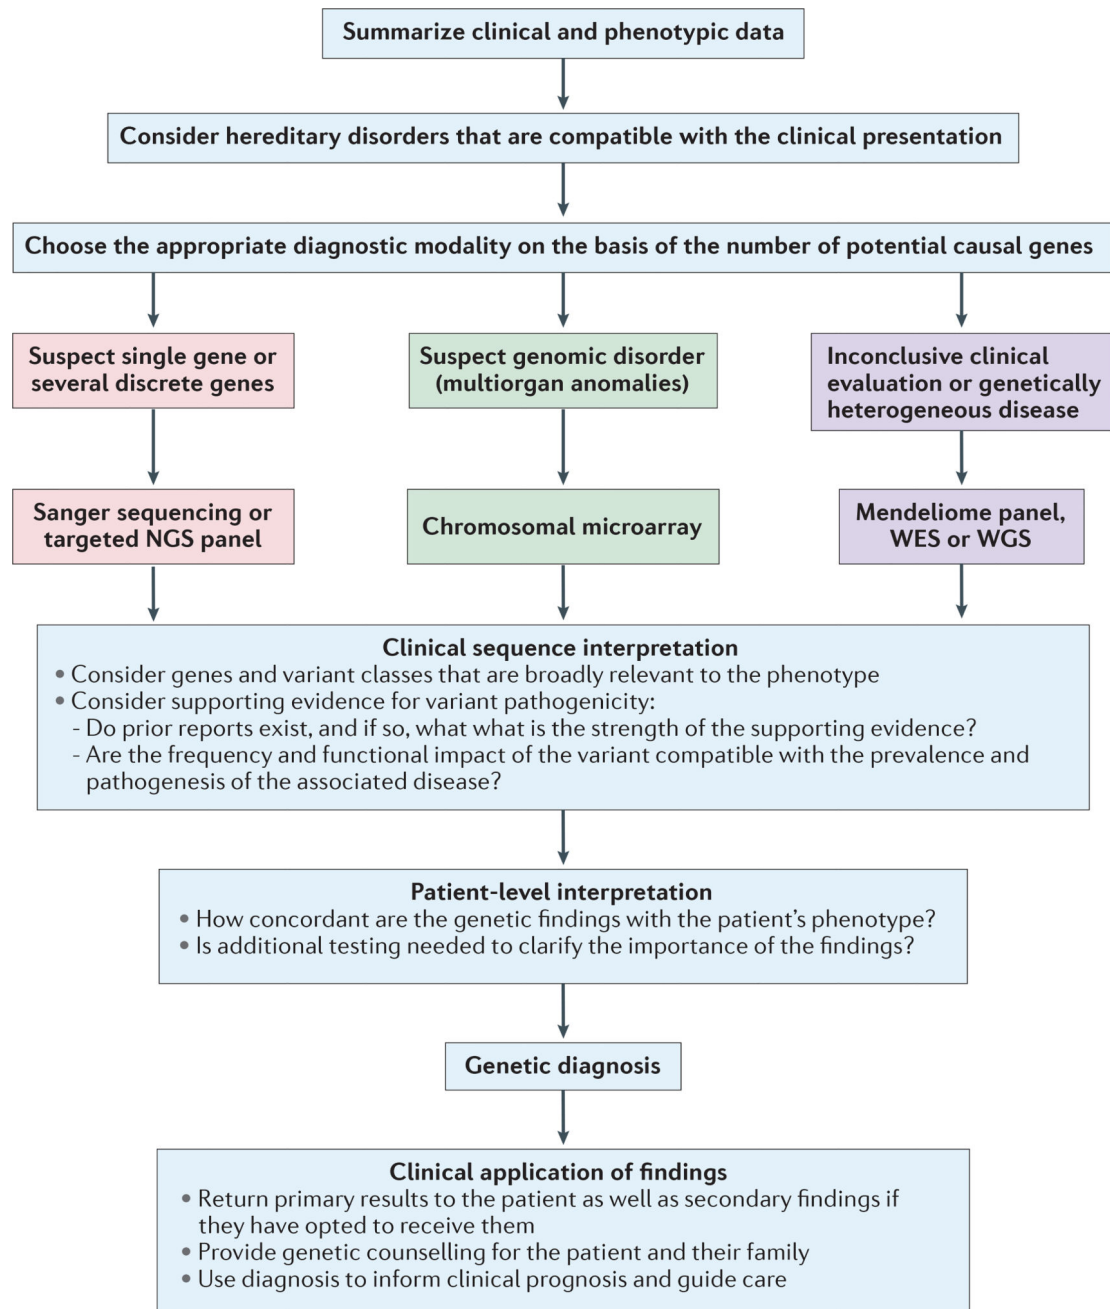 Summarize clinical and phenotypic data
Consider hereditary disorders that are compatible with the clinical presentation
Choose the appropriate diagnostic modality on the basis of the number of potential causal genes
Suspect single gene or
several discrete genes
Suspect genomic disorder
(multiorgan anomalies)
Inconclusive clinical
evaluation or genetically
heterogeneous disease
Sanger sequencing or
targeted NGS panel
Chromosomal microarray
Mendeliome panel,
WES or WGS
Clinical sequence interpretation
• Consider genes and variant classes that are broadly relevant to the phenotype
• Consider supporting evidence for variant pathogenicity:
- Do prior reports exist, and if so, what what is the strength of the supporting evidence?
- Are the frequency and functional impact of the variant compatible with the prevalence and
pathogenesis of the associated disease?
Patient-level interpretation
• How concordant are the genetic findings with the patient’s phenotype?
• Is additional testing needed to clarify the importance of the findings?
Genetic diagnosis
Clinical application of findings
• Return primary results to the patient as well as secondary findings if
they have opted to receive them
• Provide genetic counselling for the patient and their family
• Use diagnosis to inform clinical prognosis and guide care